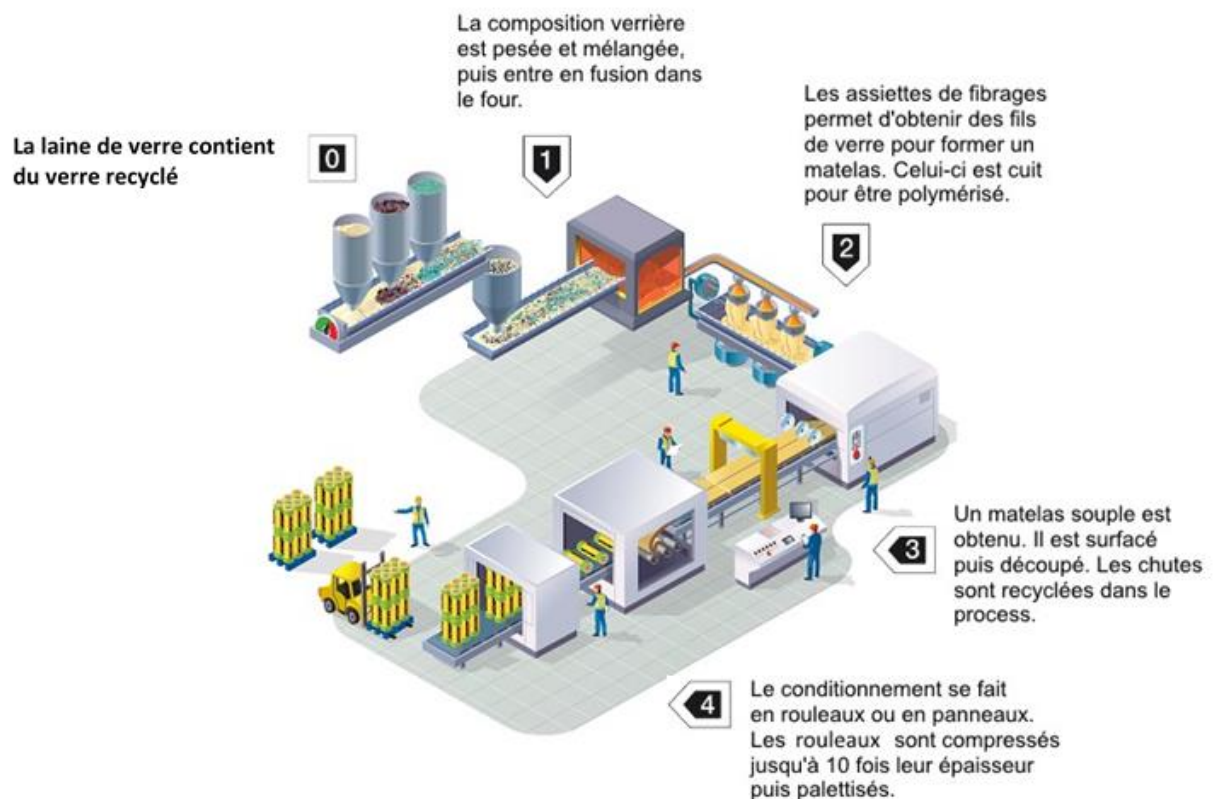 La composition verrière
est pesée et mélangée,
puis entre en fusion dans
le four.
Les assiettes de fibrages
permet d'obtenir des fils
de verre pour former un
matelas. Celui-ci est cuit
pour être polymérisé.
La laine de verre contient
du verre recyclé
0
1
2
3
Un matelas souple est
obtenu. Il est surfacé
puis découpé. Les chutes
sont recyclées dans le
process.
4
Le conditionnement se fait
en rouleaux ou en panneaux.
Les rouleaux sont compressés
jusqu'à 10 fois leur épaisseur
puis palettisés.